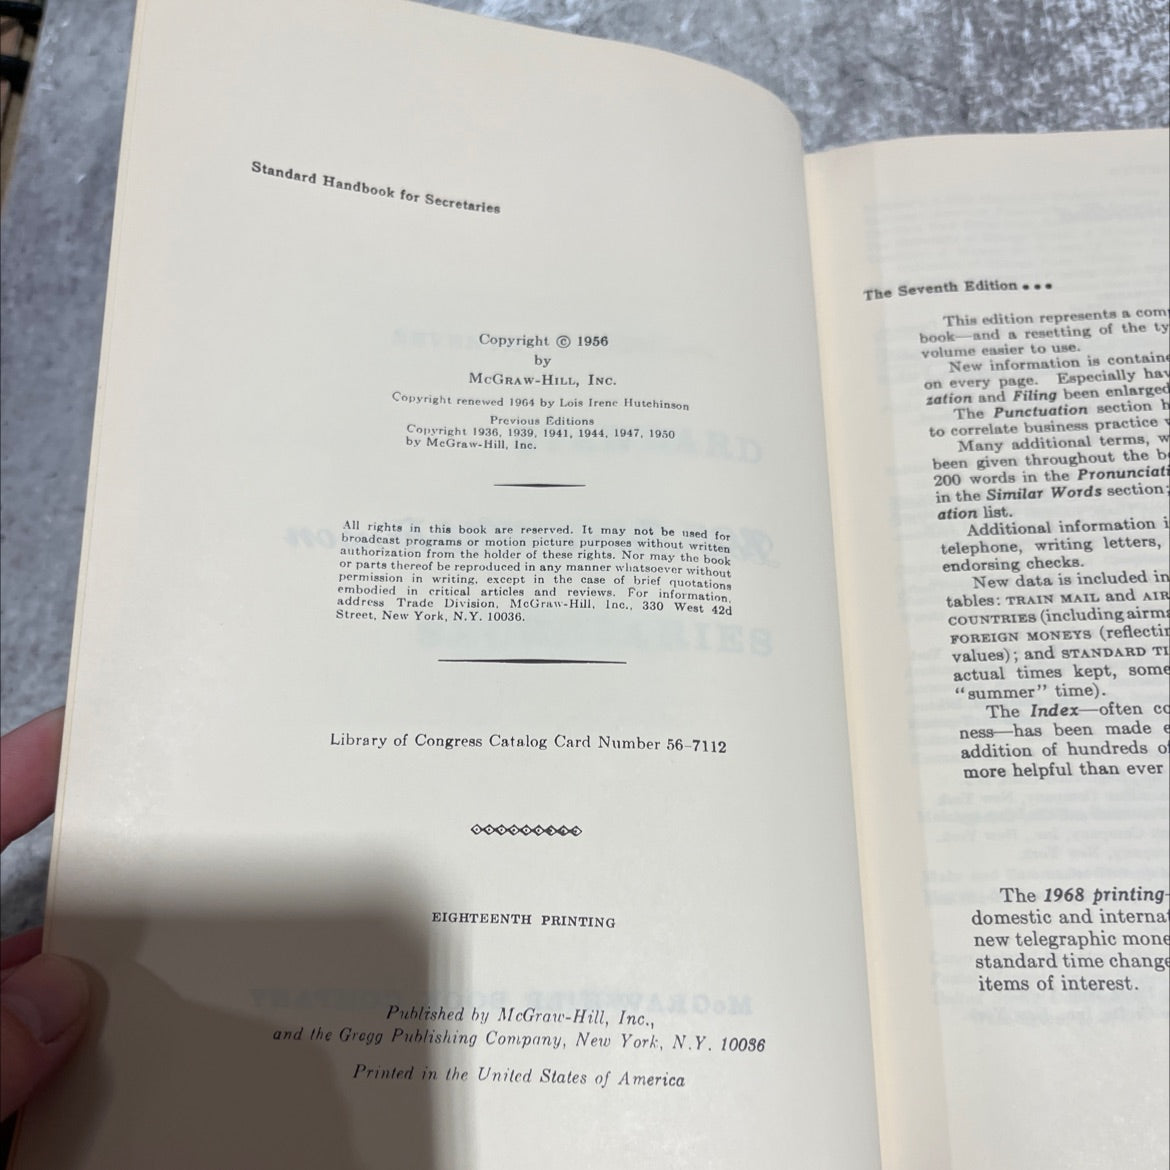 Standard Handbook for Secretaries
Copyright © 1956
by
McGRAW-HILL, INC.
Copyright renewed 1964 by Lois Irene Hutchinson
Previous Editions
Copyright 1936, 1939, 1941, 1944, 1947, 1950
by McGraw-Hill, Inc.
All rights in this book are reserved. It may not be used for
broadcast programs or motion picture purposes without written
authorization from the holder of these rights. Nor may the book
or parts thereof be reproduced in any manner whatsoever without
permission in writing, except in the case of brief quotations
embodied in critical articles and reviews. For information,
address Trade Division, McGraw-Hill, Inc., 330 West 42d
Street, New York, N.Y. 10036.
Library of Congress Catalog Card Number 56-7112
EIGHTEENTH PRINTING
Published by McGraw-Hill, Inc.,
and the Gregg Publishing Company, New York, N.Y. 10036
Printed in the United States of America
The Seventh Edition • • •
This edition represents a com
book—and a resetting of the ty
volume easier to use.
New information is containe
on every page. Especially hav
zation and Filing been enlarged
The Punctuation section h
to correlate business practice w
Many additional terms, w
been given throughout the b
200 words in the Pronunciati
in the Similar Words section;
ation list.
Additional information i
telephone, writing letters,
endorsing checks.
New data is included in
tables: TRAIN MAIL and AIR
COUNTRIES (including airma
FOREIGN MONEYS (reflectin
values); and STANDARD TI
actual times kept, some
“summer” time).
The Index—often co
ness—has been made e
addition of hundreds of
more helpful than ever
The 1968 printing—
domestic and internat
new telegraphic mone
standard time change
items of interest.